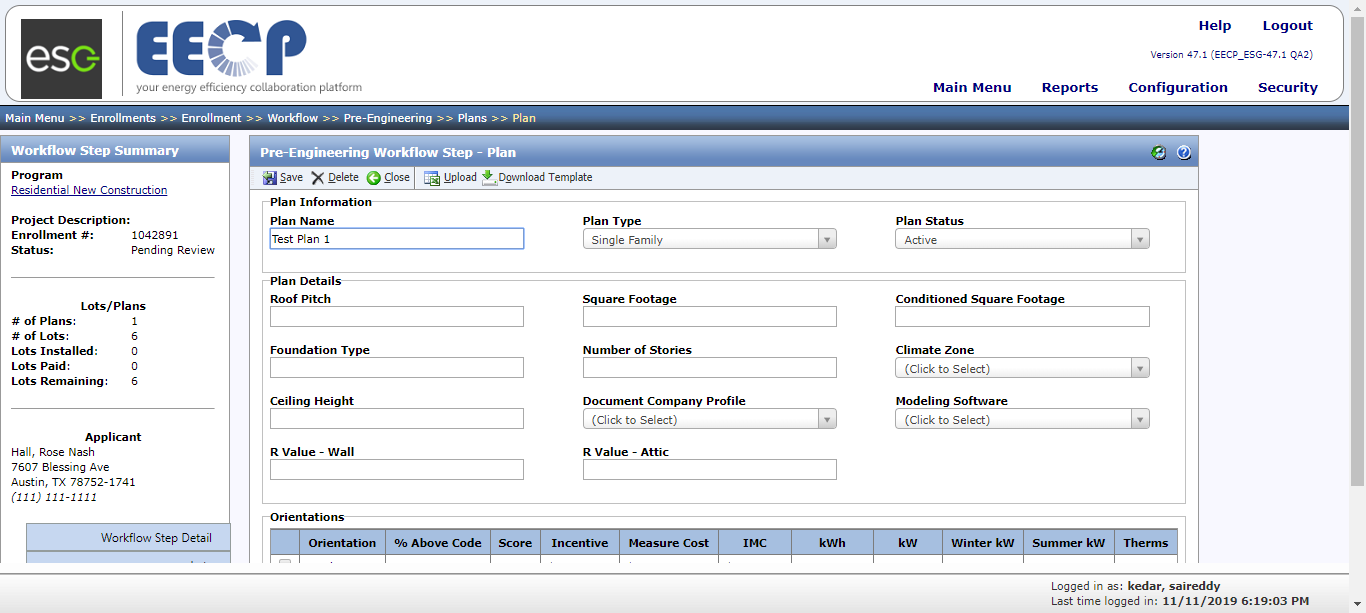 esg
EECP
your energy efficiency collaboration platform
Help Logout
Version 47.1 (EECP_ESG-47.1 QA2)
Main Menu Reports Configuration Security
Main Menu >> Enrollments >> Enrollment >> Workflow >> Pre-Engineering >> Plans >> Plan
Workflow Step Summary
Program
Residential New Construction
Project Description:
Enrollment #: 1042891
Status: Pending Review
Lots/Plans
# of Plans: 1
# of Lots: 6
Lots Installed: 0
Lots Paid: 0
Lots Remaining: 6
Applicant
Hall, Rose Nash
7607 Blessing Ave
Austin, TX 78752-1741
(111) 111-1111
Workflow Step Detail
Pre-Engineering Workflow Step - Plan
Save Delete Close Upload Download Template
Plan Information
Plan Name Plan Type Plan Status
Test Plan 1 Single Family Active
Plan Details
Roof Pitch Square Footage Conditioned Square Footage
Foundation Type Number of Stories Climate Zone
(Click to Select)
Ceiling Height Document Company Profile Modeling Software
(Click to Select) (Click to Select)
R Value - Wall R Value - Attic
Orientations
Orientation % Above Code Score Incentive Measure Cost IMC kWh kW Winter kW Summer kW Therms
Logged in as: kedar, saireddy
Last time logged in: 11/11/2019 6:19:03 PM